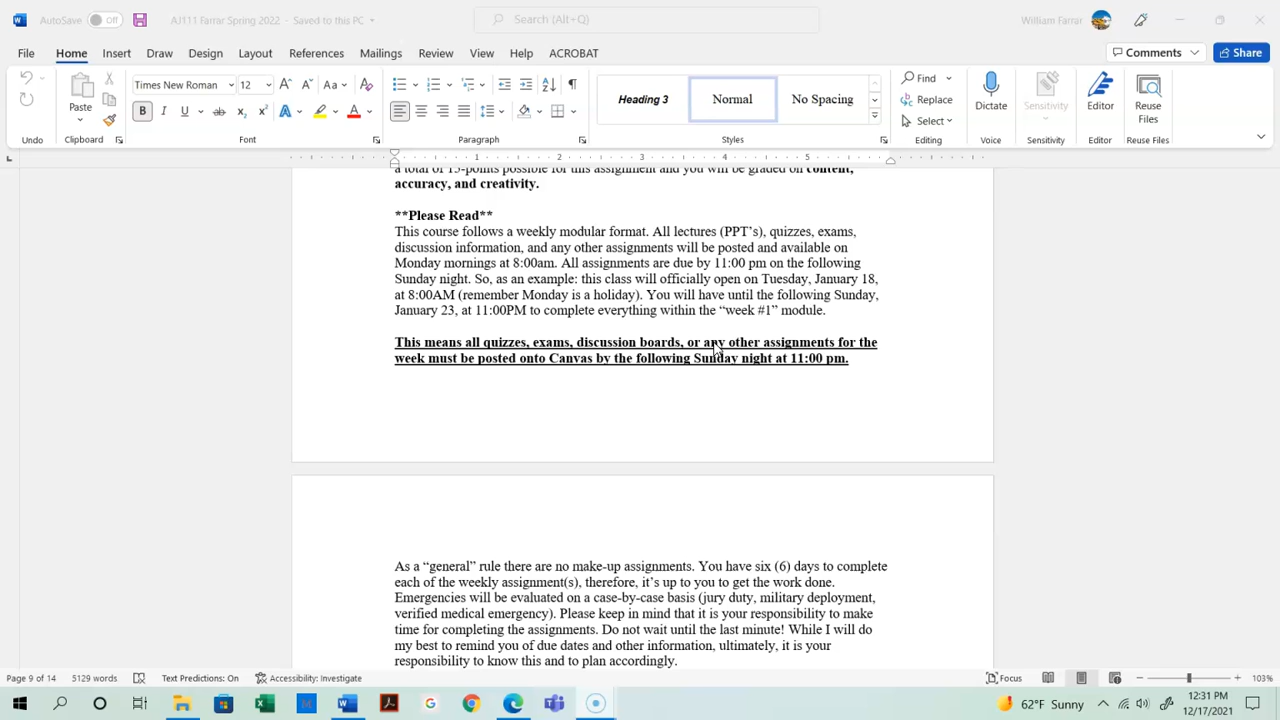 AutoSave Off AJ111 Farrar Spring 2022 - Saved to this PC Search (Alt+Q) William Farrar
File Home Insert Draw Design Layout References Mailings Review View Help ACROBAT Comments Share
Times New Roman 12 Aa Heading 3 Normal No Spacing Find
Paste Replace Dictate Sensitivity Editor Reuse Files
B I U ab x2 x2 A A Select
Undo Clipboard Font Paragraph Styles Editing Voice Sensitivity Editor Reuse Files
1 2 3 4 5
a total of 15-points possible for this assignment and you will be graded on content,
accuracy, and creativity.
**Please Read**
This course follows a weekly modular format. All lectures (PPT’s), quizzes, exams,
discussion information, and any other assignments will be posted and available on
Monday mornings at 8:00am. All assignments are due by 11:00 pm on the following
Sunday night. So, as an example: this class will officially open on Tuesday, January 18,
at 8:00AM (remember Monday is a holiday). You will have until the following Sunday,
January 23, at 11:00PM to complete everything within the “week #1” module.
This means all quizzes, exams, discussion boards, or any other assignments for the
week must be posted onto Canvas by the following Sunday night at 11:00 pm.
As a “general” rule there are no make-up assignments. You have six (6) days to complete
each of the weekly assignment(s), therefore, it’s up to you to get the work done.
Emergencies will be evaluated on a case-by-case basis (jury duty, military deployment,
verified medical emergency). Please keep in mind that it is your responsibility to make
time for completing the assignments. Do not wait until the last minute! While I will do
my best to remind you of due dates and other information, ultimately, it is your
responsibility to know this and to plan accordingly.
Page 9 of 14 5129 words Text Predictions: On Accessibility: Investigate Focus 103%
62°F Sunny 12:31 PM
12/17/2021